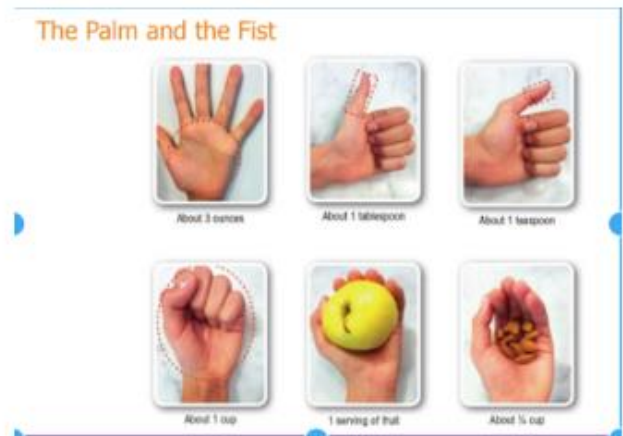 The Palm and the Fist
About 3 ounces
About 1 tablespoon
About 1 teaspoon
About 1 cup
1 serving of fruit
About ¼ cup